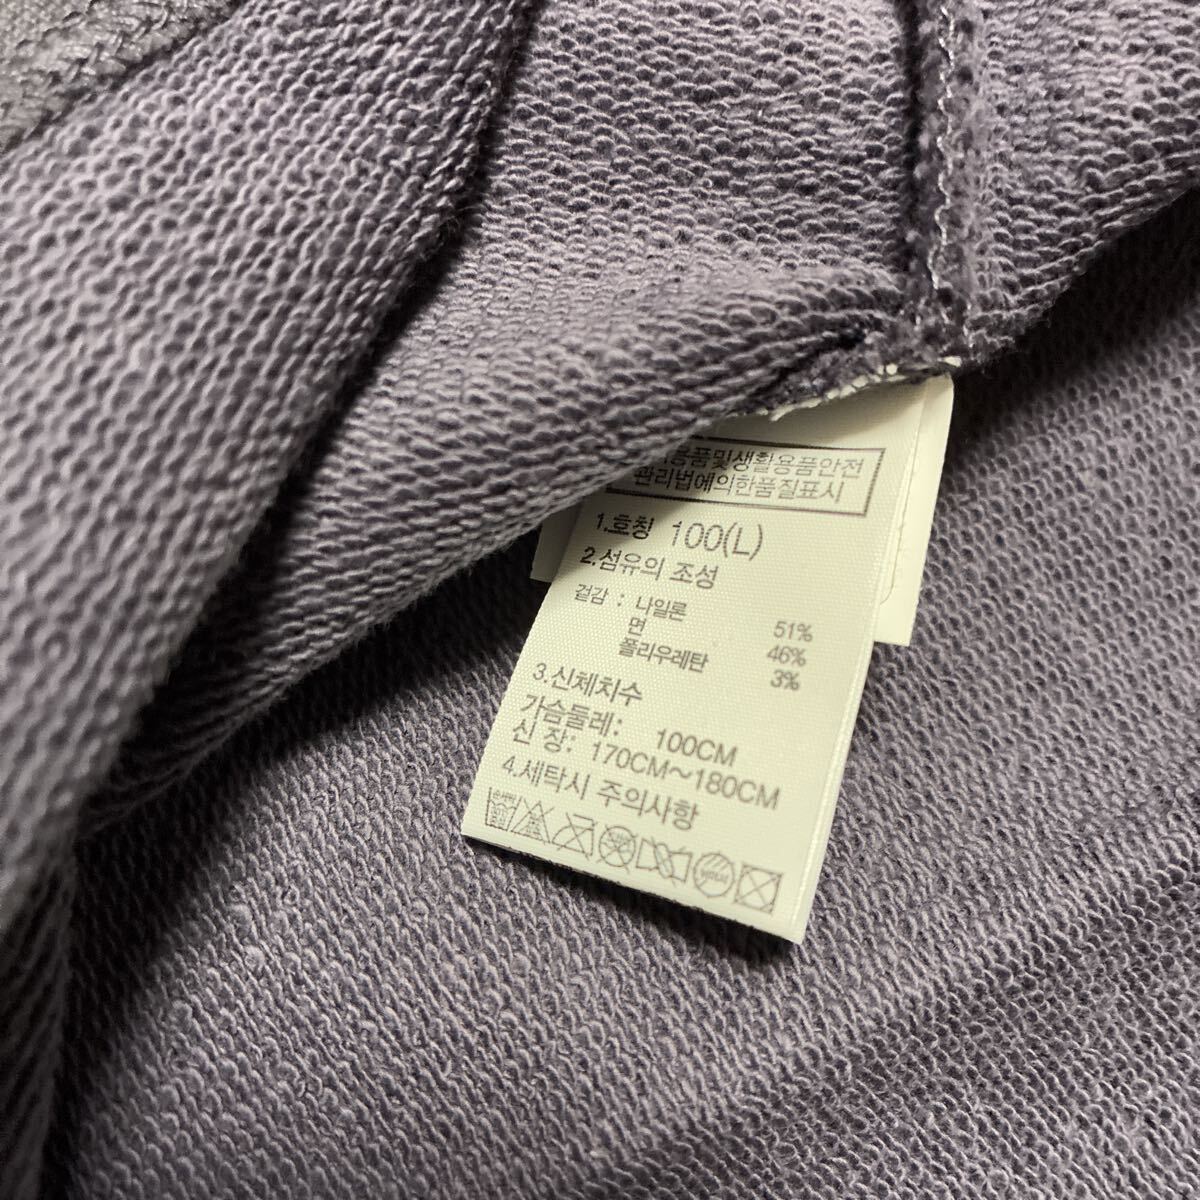 용품및생활용품안전
관리법에의한품질표시
1.호칭 100(L)
2.섬유의 조성
겉감 : 나일론 51%
면 46%
폴리우레탄 3%
3.신체치수
가슴둘레: 100CM
신 장: 170CM~180CM
4.세탁시 주의사항